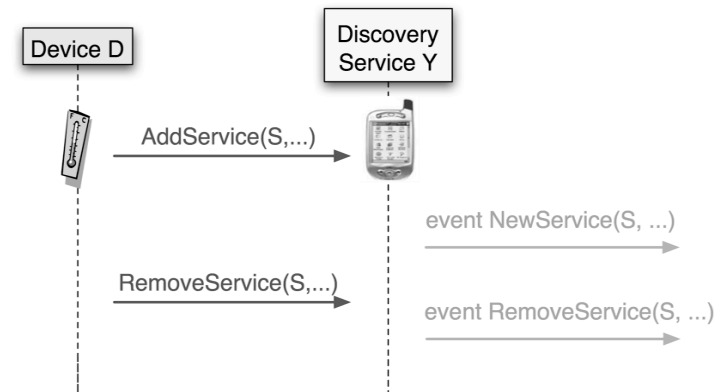 Device D
Discovery
Service Y
AddService(S,...)
event NewService(S, ...)
RemoveService(S,...)
event RemoveService(S, ...)